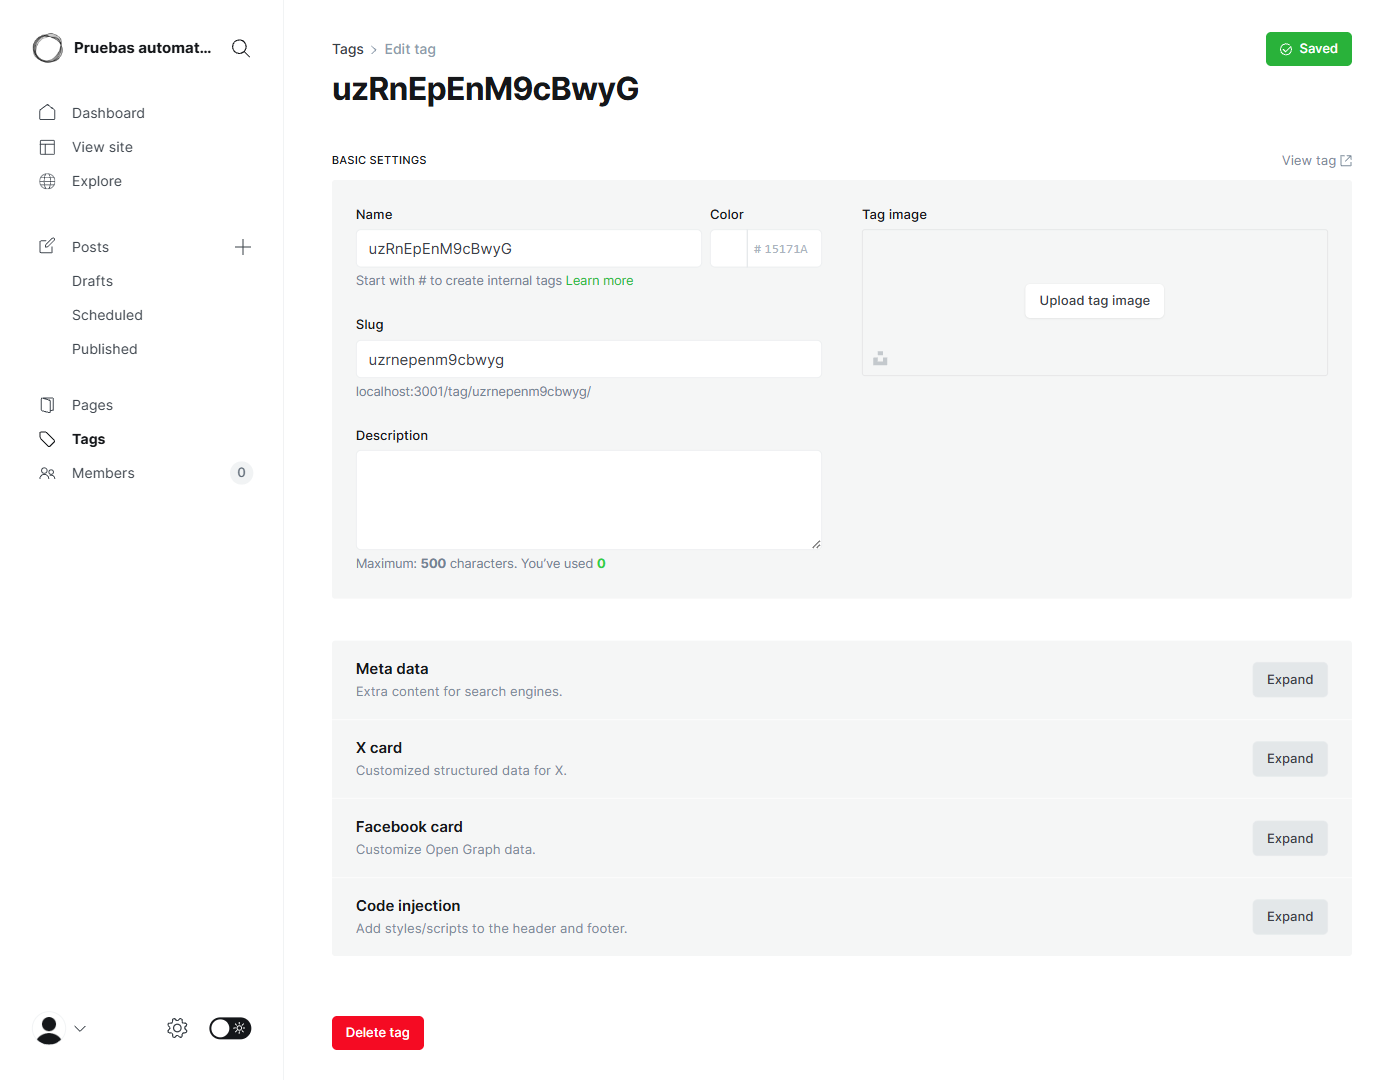 Pruebas automat...
Dashboard
View site
Explore
Posts
Drafts
Scheduled
Published
Pages
Tags
Members
0
Tags > Edit tag
Saved
uzRnEpEnM9cBwyG
BASIC SETTINGS
View tag
Name
uzRnEpEnM9cBwyG
Start with # to create internal tags Learn more
Color
# 15171A
Slug
uzrnepenm9cbwyg
localhost:3001/tag/uzrnepenm9cbwyg/
Description
Maximum: 500 characters. You've used 0
Tag image
Upload tag image
Meta data
Extra content for search engines.
Expand
X card
Customized structured data for X.
Expand
Facebook card
Customize Open Graph data.
Expand
Code injection
Add styles/scripts to the header and footer.
Expand
Delete tag